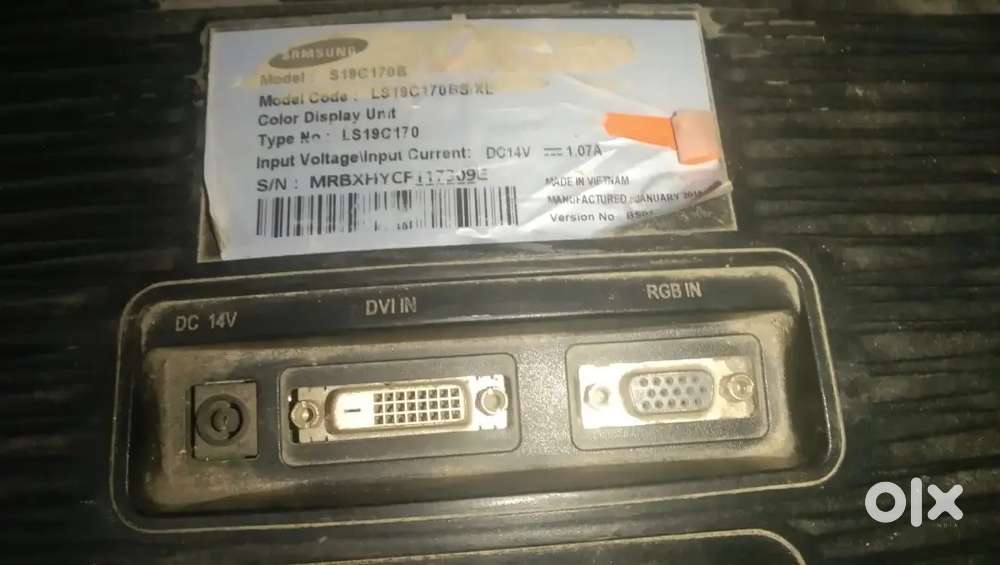 SAMSUNG
Model : S19C170B
Model Code : LS19C170BS/XL
Color Display Unit
Type No : LS19C170
Input Voltage\Input Current: DC14V ⎓ 1.07A
S/N : 
MADE IN VIETNAM
MANUFACTURED : JANUARY
Version No
DC 14V
DVI IN
RGB IN
olx
INDIA